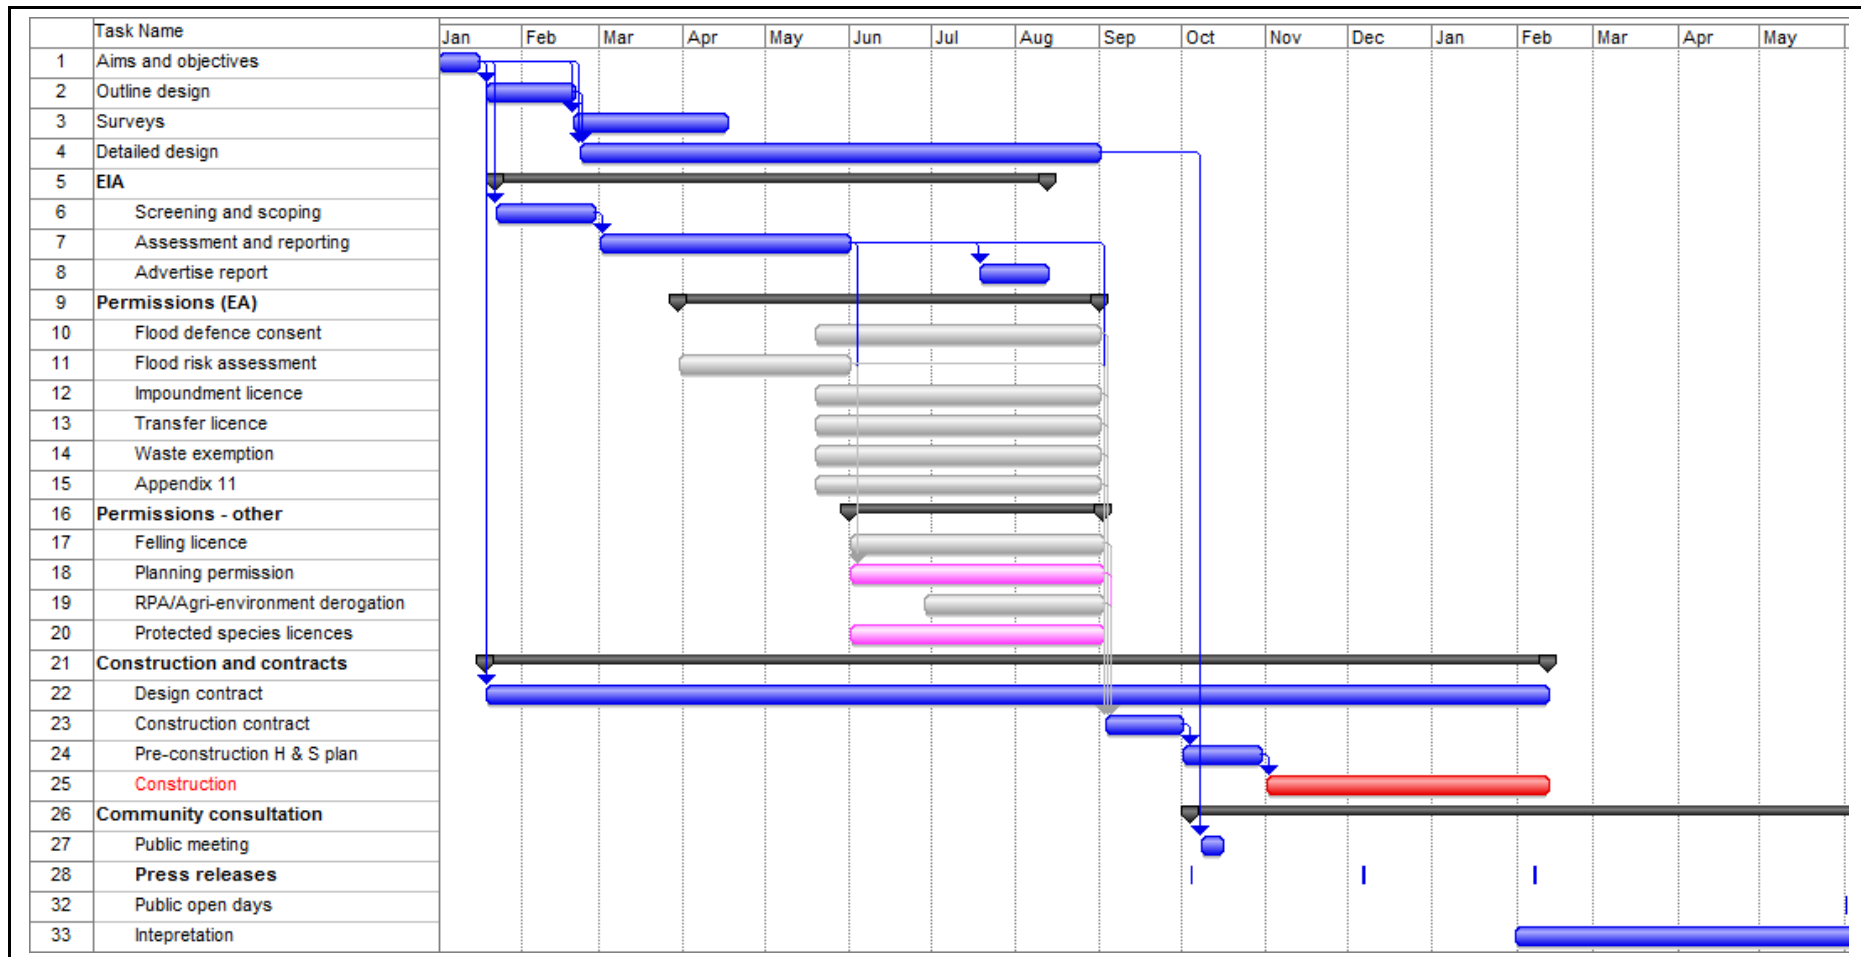 Task Name
Jan Feb Mar Apr May Jun Jul Aug Sep Oct Nov Dec Jan Feb Mar Apr May
1 Aims and objectives
2 Outline design
3 Surveys
4 Detailed design
5 EIA
6 Screening and scoping
7 Assessment and reporting
8 Advertise report
9 Permissions (EA)
10 Flood defence consent
11 Flood risk assessment
12 Impoundment licence
13 Transfer licence
14 Waste exemption
15 Appendix 11
16 Permissions - other
17 Felling licence
18 Planning permission
19 RPA/Agri-environment derogation
20 Protected species licences
21 Construction and contracts
22 Design contract
23 Construction contract
24 Pre-construction H & S plan
25 Construction
26 Community consultation
27 Public meeting
28 Press releases
32 Public open days
33 Intepretation